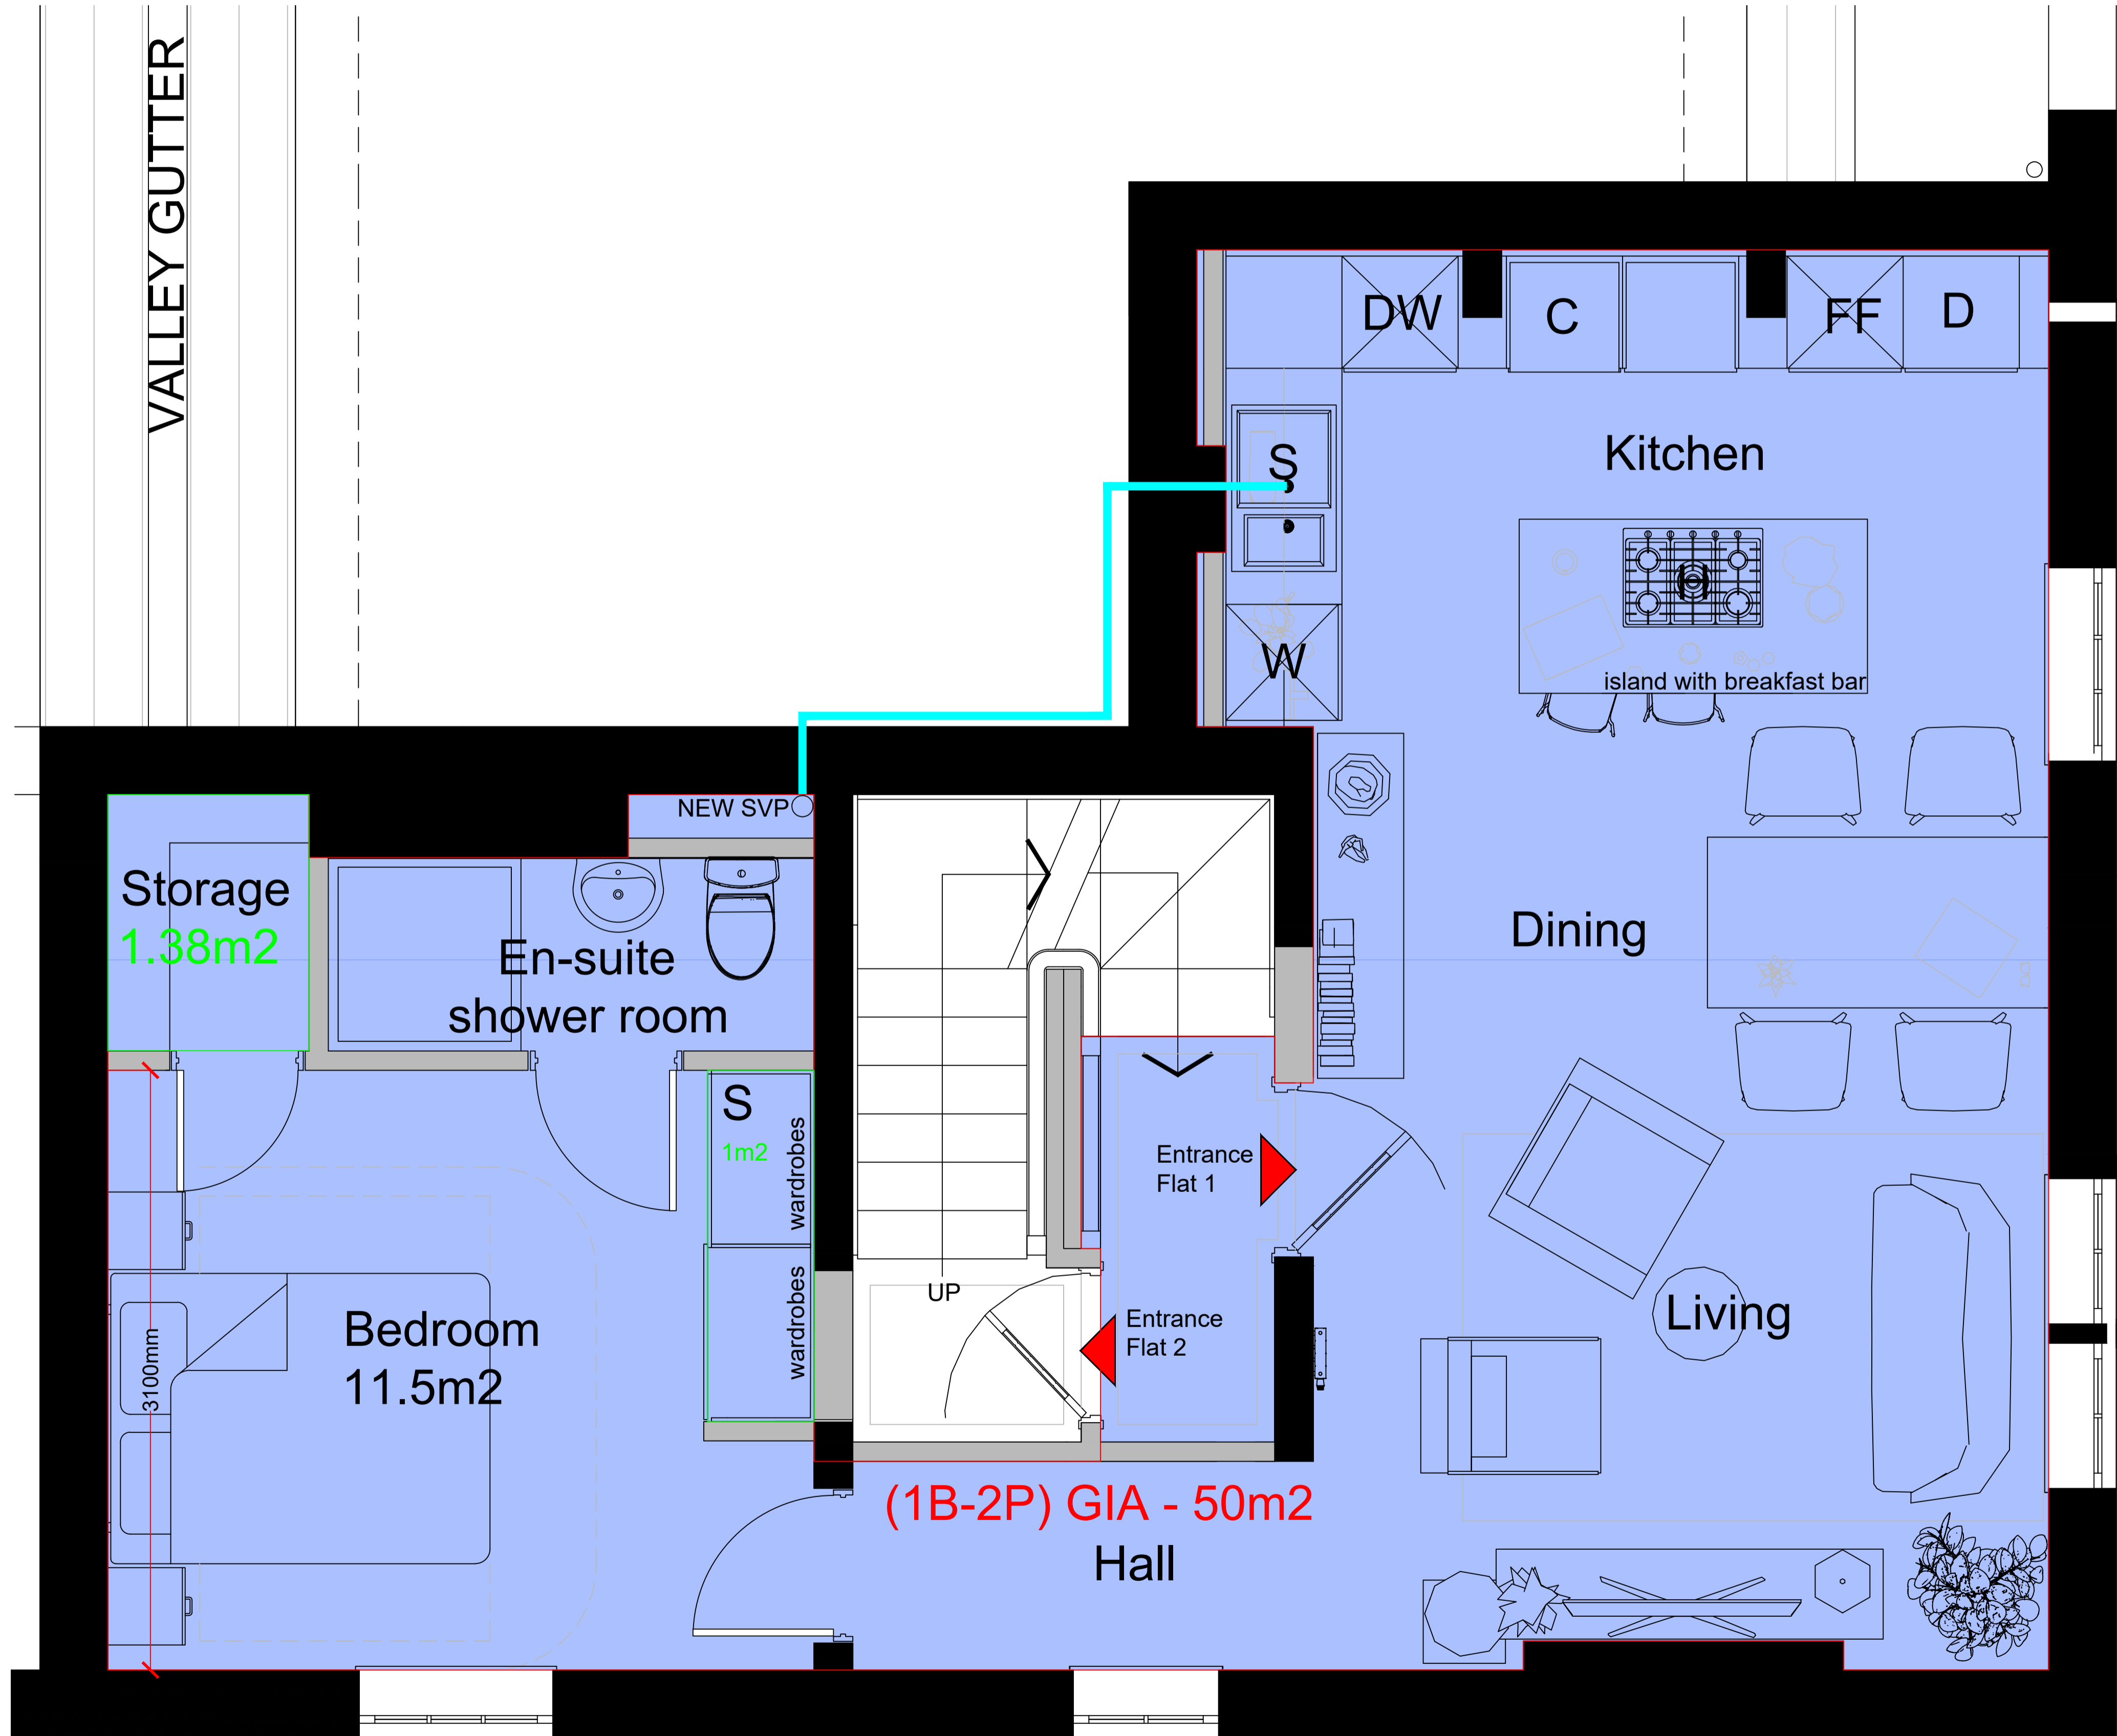 VALLEY GUTTER
DW
C
FF
D
S
Kitchen
H
W
island with breakfast bar
NEW SVP
Storage
1.38m2
En-suite
shower room
Dining
S
1m2
wardrobes
wardrobes
Entrance
Flat 1
UP
Entrance
Flat 2
Bedroom
11.5m2
3100mm
Living
(1B-2P) GIA - 50m2
Hall